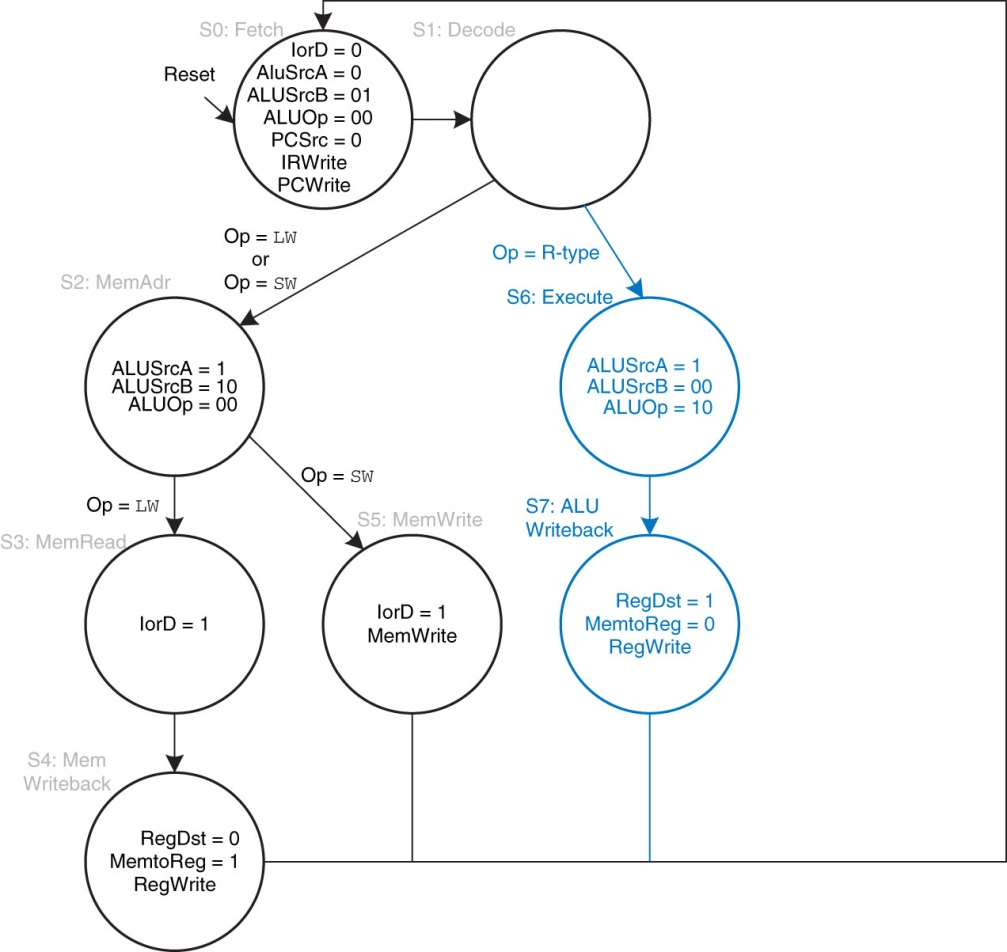 S0: Fetch
S1: Decode
Reset
IorD = 0
AluSrcA = 0
ALUSrcB = 01
ALUOp = 00
PCSrc = 0
IRWrite
PCWrite
Op = LW
or
Op = SW
Op = R-type
S2: MemAdr
S6: Execute
ALUSrcA = 1
ALUSrcB = 10
ALUOp = 00
ALUSrcA = 1
ALUSrcB = 00
ALUOp = 10
Op = LW
Op = SW
S3: MemRead
S5: MemWrite
S7: ALU
Writeback
IorD = 1
IorD = 1
MemWrite
RegDst = 1
MemtoReg = 0
RegWrite
S4: Mem
Writeback
RegDst = 0
MemtoReg = 1
RegWrite